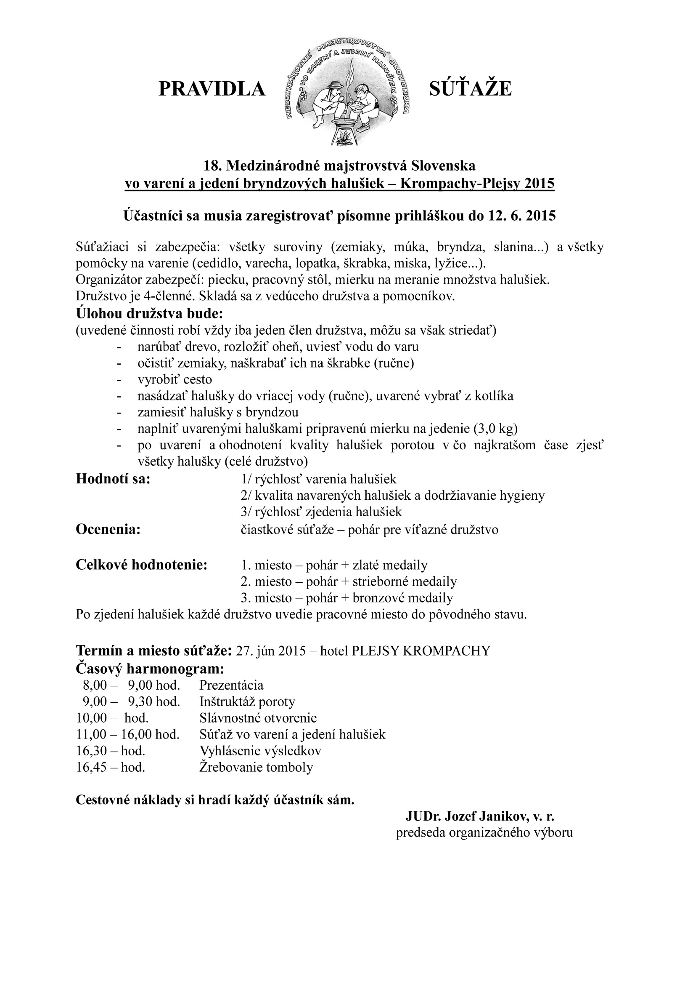 PRAVIDLA SÚŤAŽE
MEDZINÁRODNÉ MAJSTROVSTVÁ SLOVENSKA
VO VARENÍ A JEDENÍ HALUŠIEK
18. Medzinárodné majstrovstvá Slovenska
vo varení a jedení bryndzových halušiek – Krompachy-Plejsy 2015
Účastníci sa musia zaregistrovať písomne prihláškou do 12. 6. 2015
Súťažiaci si zabezpečia: všetky suroviny (zemiaky, múka, bryndza, slanina...) a všetky
pomôcky na varenie (cedidlo, varecha, lopatka, škrabka, miska, lyžice...).
Organizátor zabezpečí: piecku, pracovný stôl, mierku na meranie množstva halušiek.
Družstvo je 4-členné. Skladá sa z vedúceho družstva a pomocníkov.
Úlohou družstva bude:
(uvedené činnosti robí vždy iba jeden člen družstva, môžu sa však striedať)
- narúbať drevo, rozložiť oheň, uviesť vodu do varu
- očistiť zemiaky, naškrabať ich na škrabke (ručne)
- vyrobiť cesto
- nasádzať halušky do vriacej vody (ručne), uvarené vybrať z kotlíka
- zamiesiť halušky s bryndzou
- naplniť uvarenými haluškami pripravenú mierku na jedenie (3,0 kg)
- po uvarení a ohodnotení kvality halušiek porotou v čo najkratšom čase zjesť
všetky halušky (celé družstvo)
Hodnotí sa: 1/ rýchlosť varenia halušiek
2/ kvalita navarených halušiek a dodržiavanie hygieny
3/ rýchlosť zjedenia halušiek
Ocenenia: čiastkové súťaže – pohár pre víťazné družstvo
Celkové hodnotenie: 1. miesto – pohár + zlaté medaily
2. miesto – pohár + strieborné medaily
3. miesto – pohár + bronzové medaily
Po zjedení halušiek každé družstvo uvedie pracovné miesto do pôvodného stavu.
Termín a miesto súťaže: 27. jún 2015 – hotel PLEJSY KROMPACHY
Časový harmonogram:
8,00 – 9,00 hod. Prezentácia
9,00 – 9,30 hod. Inštruktáž poroty
10,00 – hod. Slávnostné otvorenie
11,00 – 16,00 hod. Súťaž vo varení a jedení halušiek
16,30 – hod. Vyhlásenie výsledkov
16,45 – hod. Žrebovanie tomboly
Cestovné náklady si hradí každý účastník sám.
JUDr. Jozef Janikov, v. r.
predseda organizačného výboru